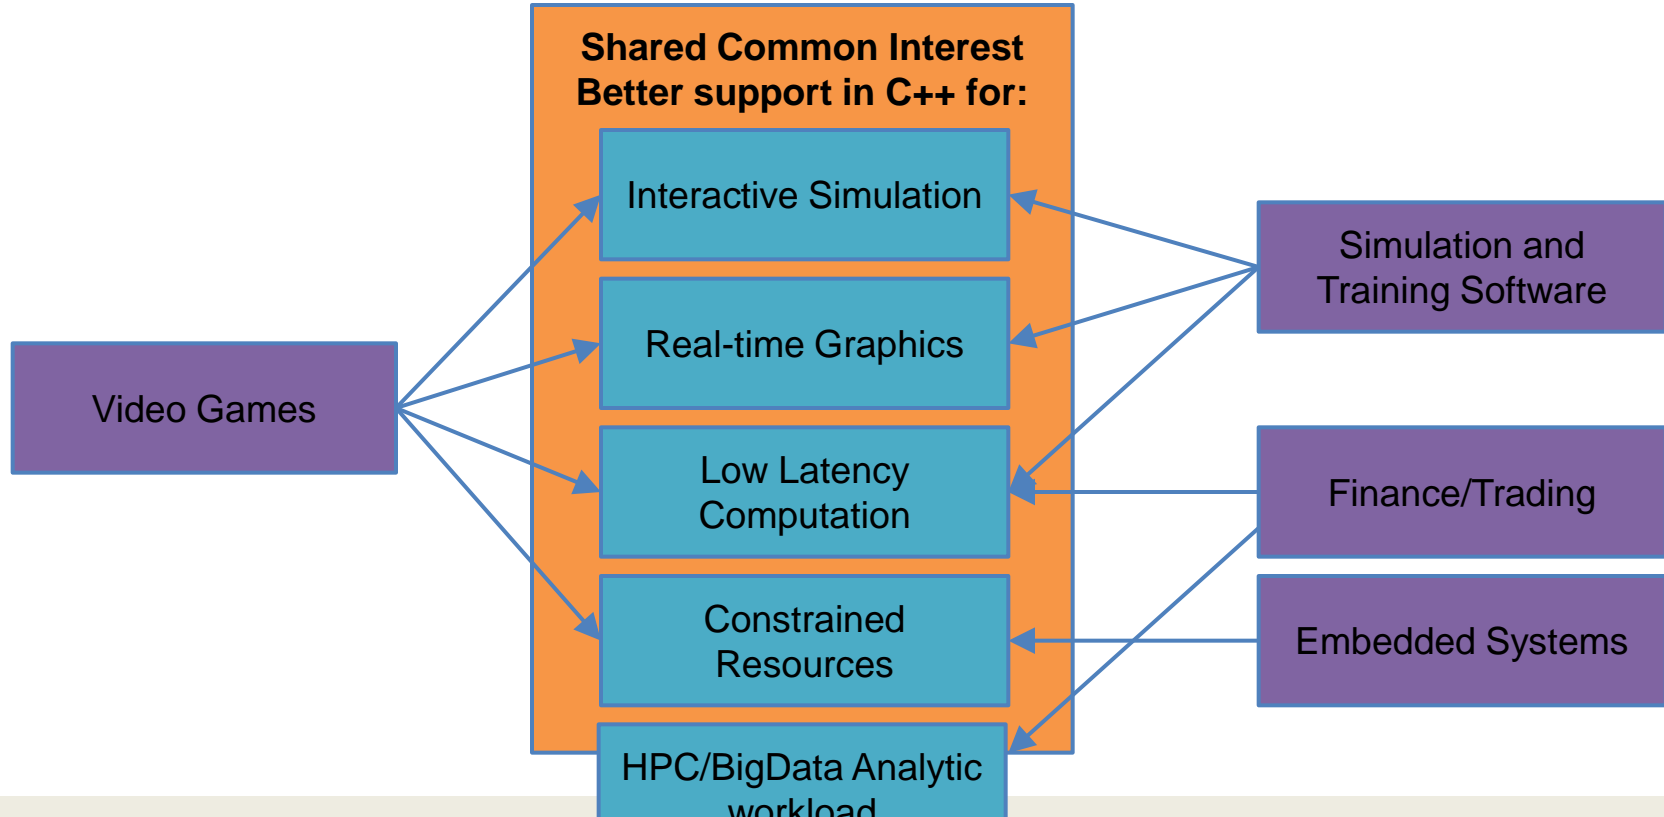 Shared Common Interest
Better support in C++ for:
Interactive Simulation
Real-time Graphics
Low Latency
Computation
Constrained
Resources
HPC/BigData Analytic
workload
Video Games
Simulation and
Training Software
Finance/Trading
Embedded Systems